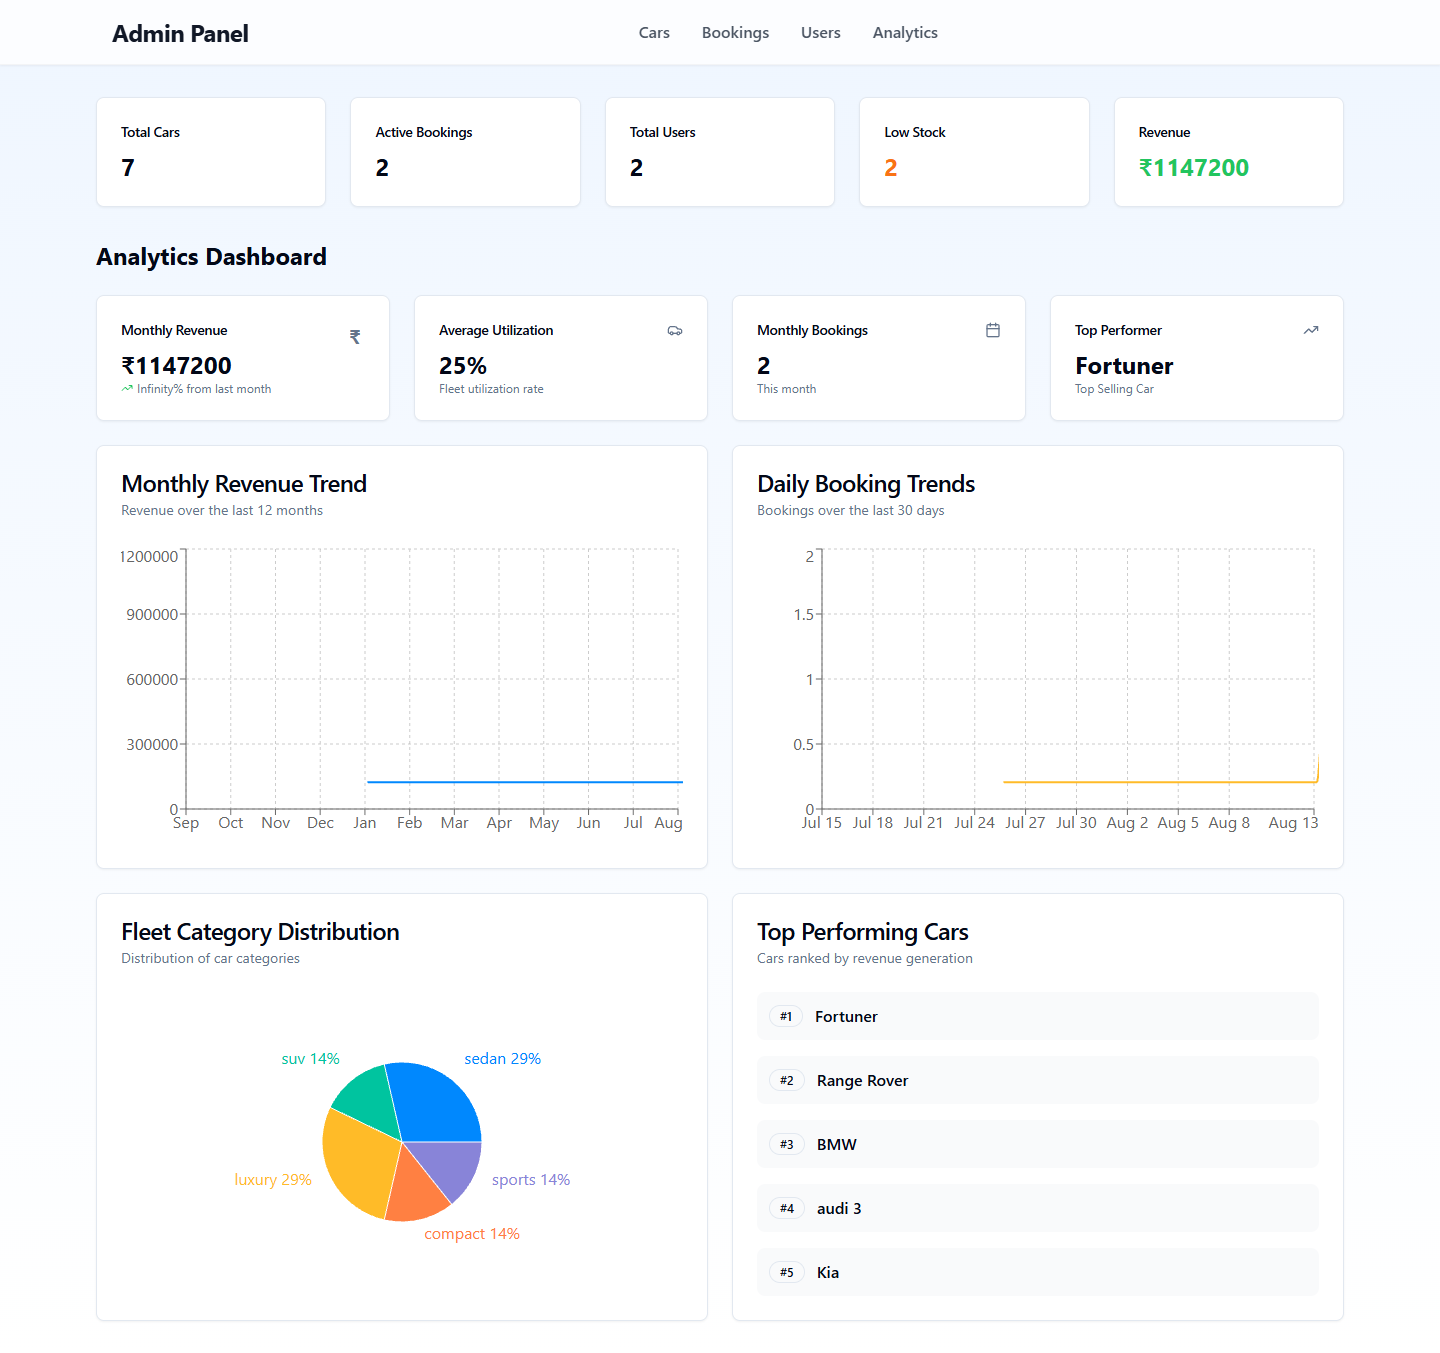 Admin Panel
Cars
Bookings
Users
Analytics
Total Cars
7
Active Bookings
2
Total Users
2
Low Stock
2
Revenue
₹1147200
Analytics Dashboard
Monthly Revenue
₹
₹1147200
Infinity% from last month
Average Utilization
25%
Fleet utilization rate
Monthly Bookings
2
This month
Top Performer
Fortuner
Top Selling Car
Monthly Revenue Trend
Revenue over the last 12 months
1200000
900000
600000
300000
0
Sep Oct Nov Dec Jan Feb Mar Apr May Jun Jul Aug
Daily Booking Trends
Bookings over the last 30 days
2
1.5
1
0.5
0
Jul 15 Jul 18 Jul 21 Jul 24 Jul 27 Jul 30 Aug 2 Aug 5 Aug 8 Aug 13
Fleet Category Distribution
Distribution of car categories
suv 14%
sedan 29%
luxury 29%
sports 14%
compact 14%
Top Performing Cars
Cars ranked by revenue generation
#1 Fortuner
#2 Range Rover
#3 BMW
#4 audi 3
#5 Kia